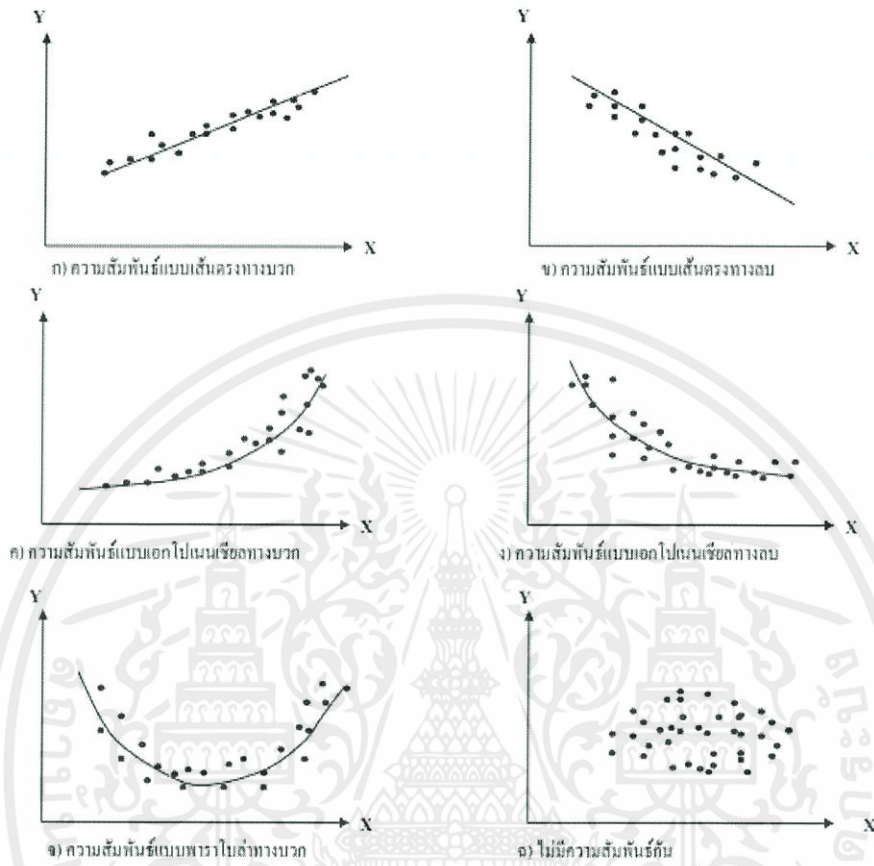 Y
Y
X
X
ก) ความสัมพันธ์แบบเส้นตรงทางบวก
ข) ความสัมพันธ์แบบเส้นตรงทางลบ
Y
Y
X
X
ค) ความสัมพันธ์แบบเอกโปเนนเชียลทางบวก
ง) ความสัมพันธ์แบบเอกโปเนนเชียลทางลบ
Y
Y
X
X
จ) ความสัมพันธ์แบบพาราโบล่าทางบวก
ฉ) ไม่มีความสัมพันธ์กัน